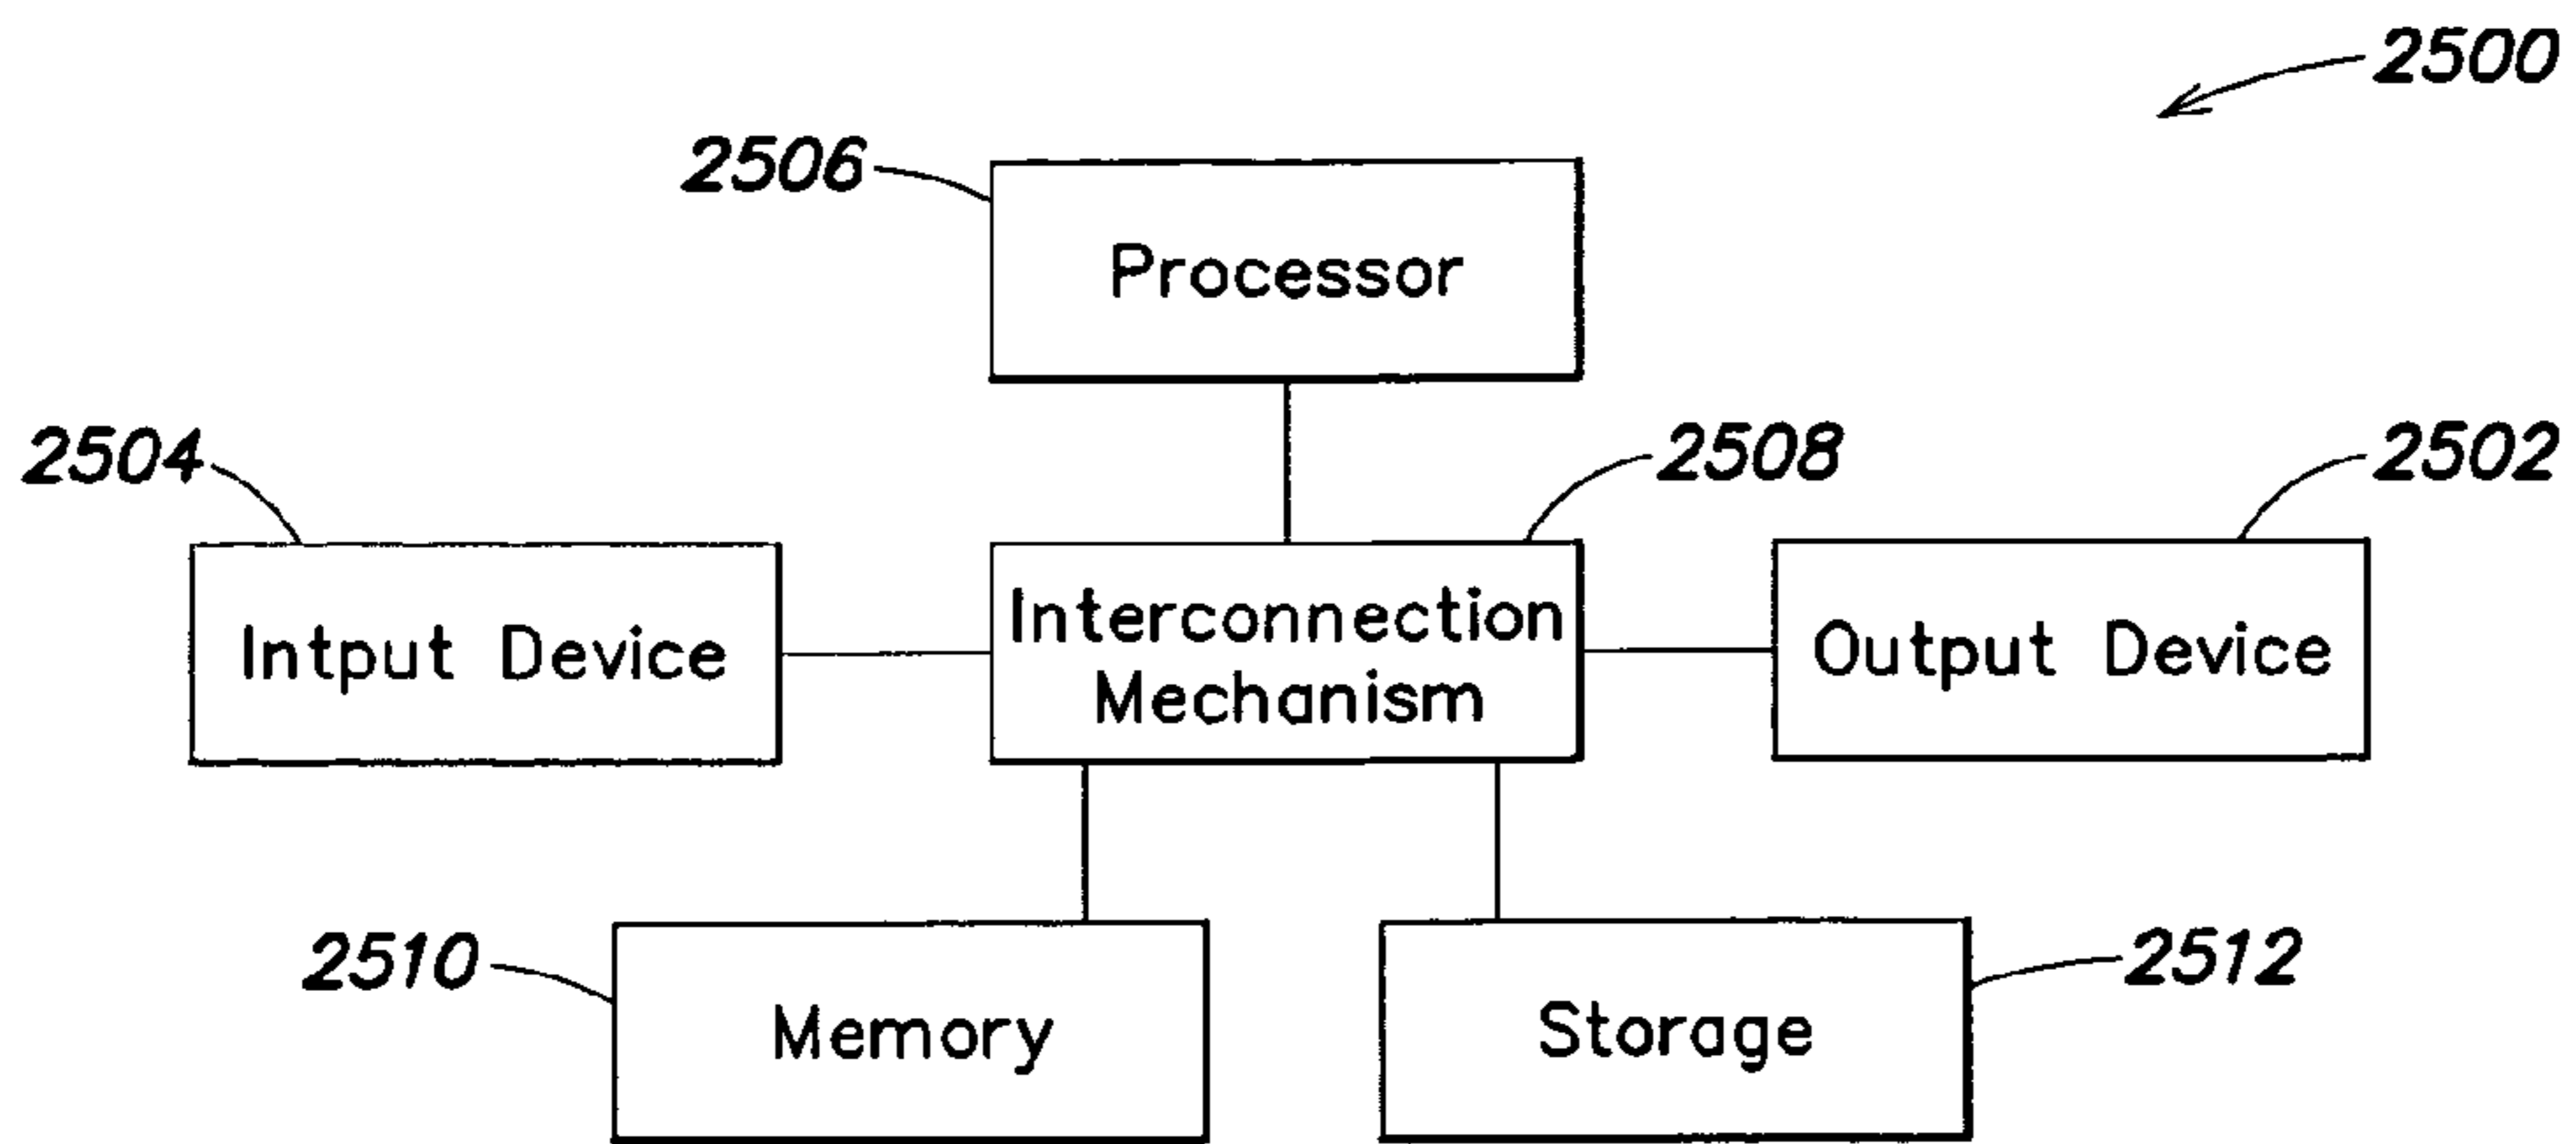 2500
2506
Processor
2504
2508
2502
Intput Device
Interconnection
Mechanism
Output Device
2510
2512
Memory
Storage